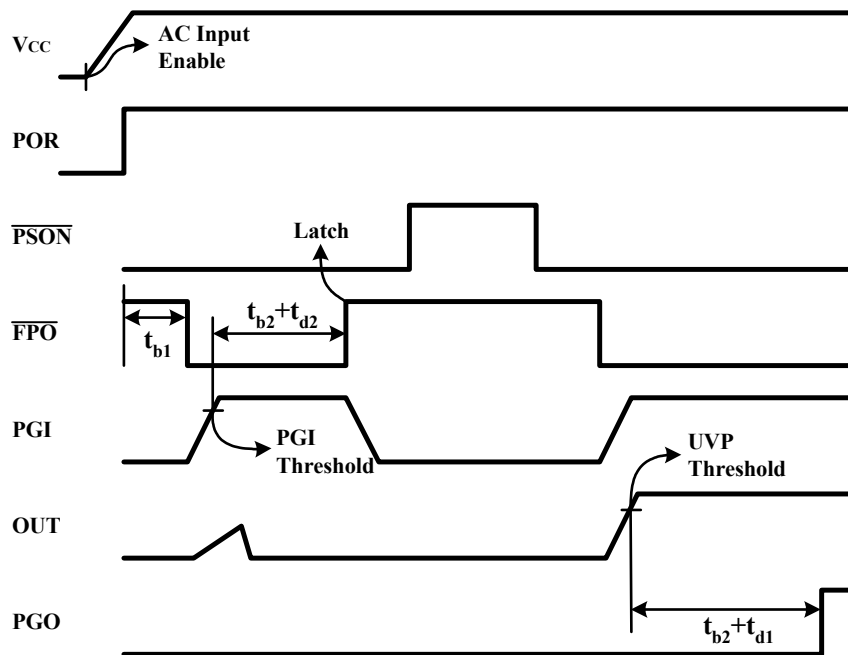 VCC
AC Input
Enable
POR
PSON
Latch
FPO
tb1
tb2+td2
PGI
PGI
Threshold
UVP
Threshold
OUT
PGO
tb2+td1